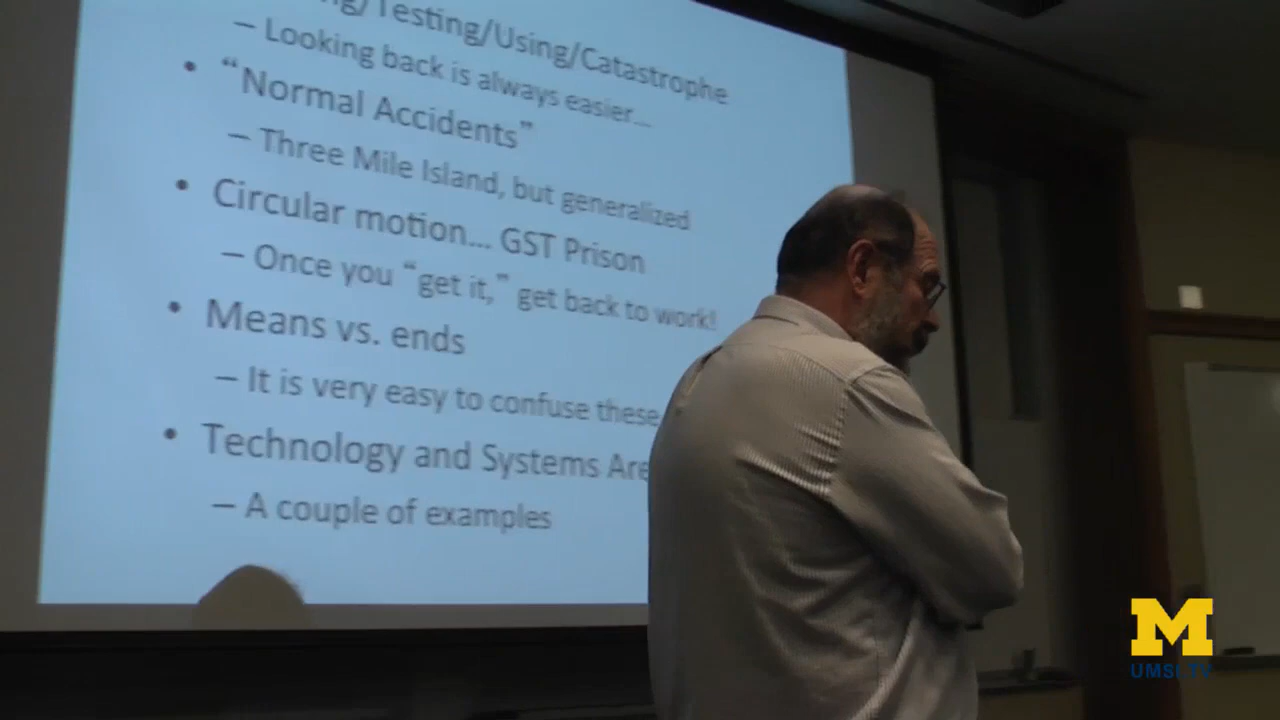 /Testing/Using/Catastrophe
– Looking back is always easier...
• “Normal Accidents”
– Three Mile Island, but generalized
• Circular motion... GST Prison
– Once you “get it,” get back to work!
• Means vs. ends
– It is very easy to confuse these
• Technology and Systems Are
– A couple of examples
M
UMSI.TV